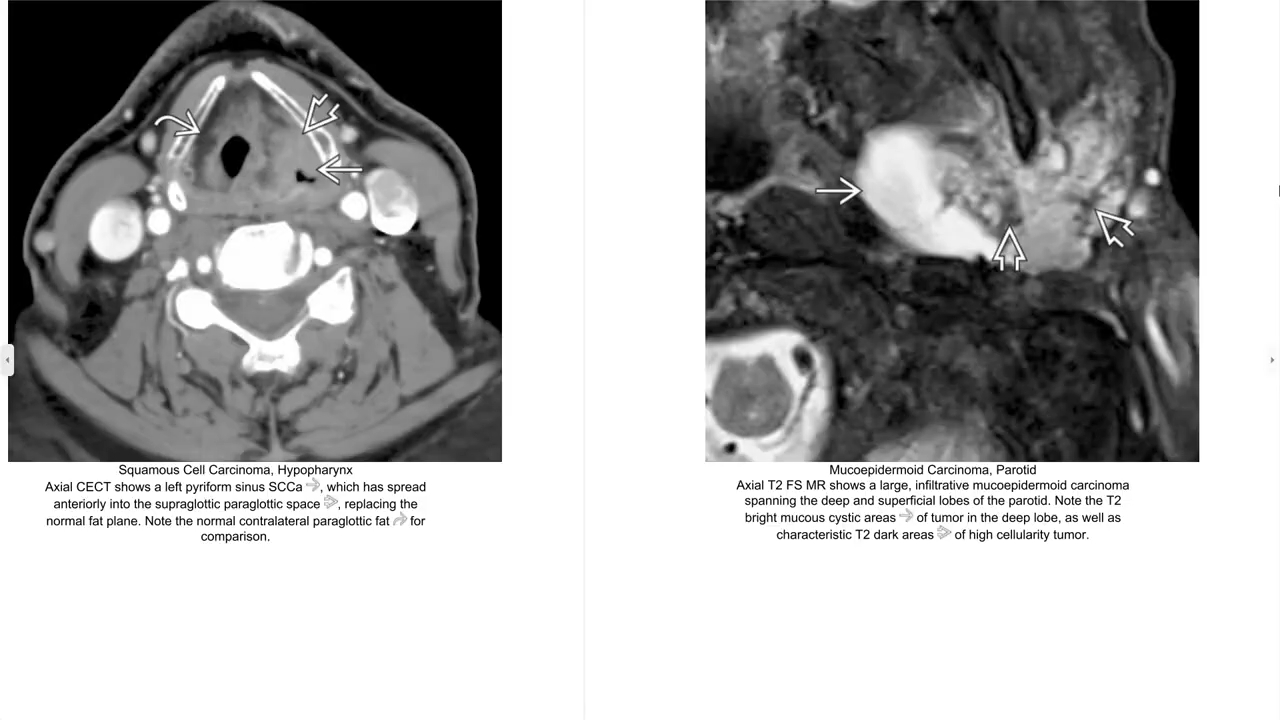 Squamous Cell Carcinoma, Hypopharynx
Axial CECT shows a left pyriform sinus SCCa , which has spread
anteriorly into the supraglottic paraglottic space , replacing the
normal fat plane. Note the normal contralateral paraglottic fat for
comparison.
Mucoepidermoid Carcinoma, Parotid
Axial T2 FS MR shows a large, infiltrative mucoepidermoid carcinoma
spanning the deep and superficial lobes of the parotid. Note the T2
bright mucous cystic areas of tumor in the deep lobe, as well as
characteristic T2 dark areas of high cellularity tumor.